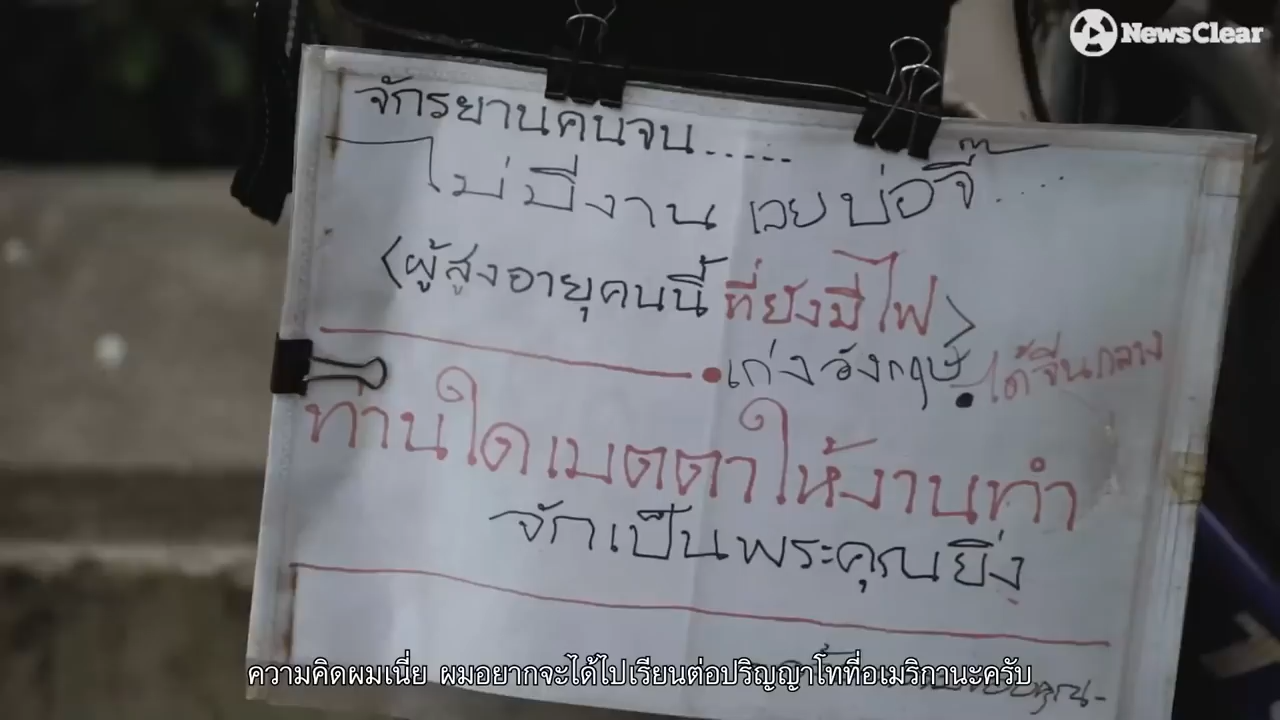 News Clear
จักรยานคนจน......
ไม่มีงาน เลยบ่อจี๊....
<ผู้สูงอายุคนนี้ ที่ยังมีไฟ>
เก่งอังกฤษ ได้จีนกลาง
ท่านใดเมตตาให้งานทำ
จักเป็นพระคุณยิ่ง
ความคิดผมเนี่ย ผมอยากจะได้ไปเรียนต่อปริญญาโทที่อเมริกานะครับ